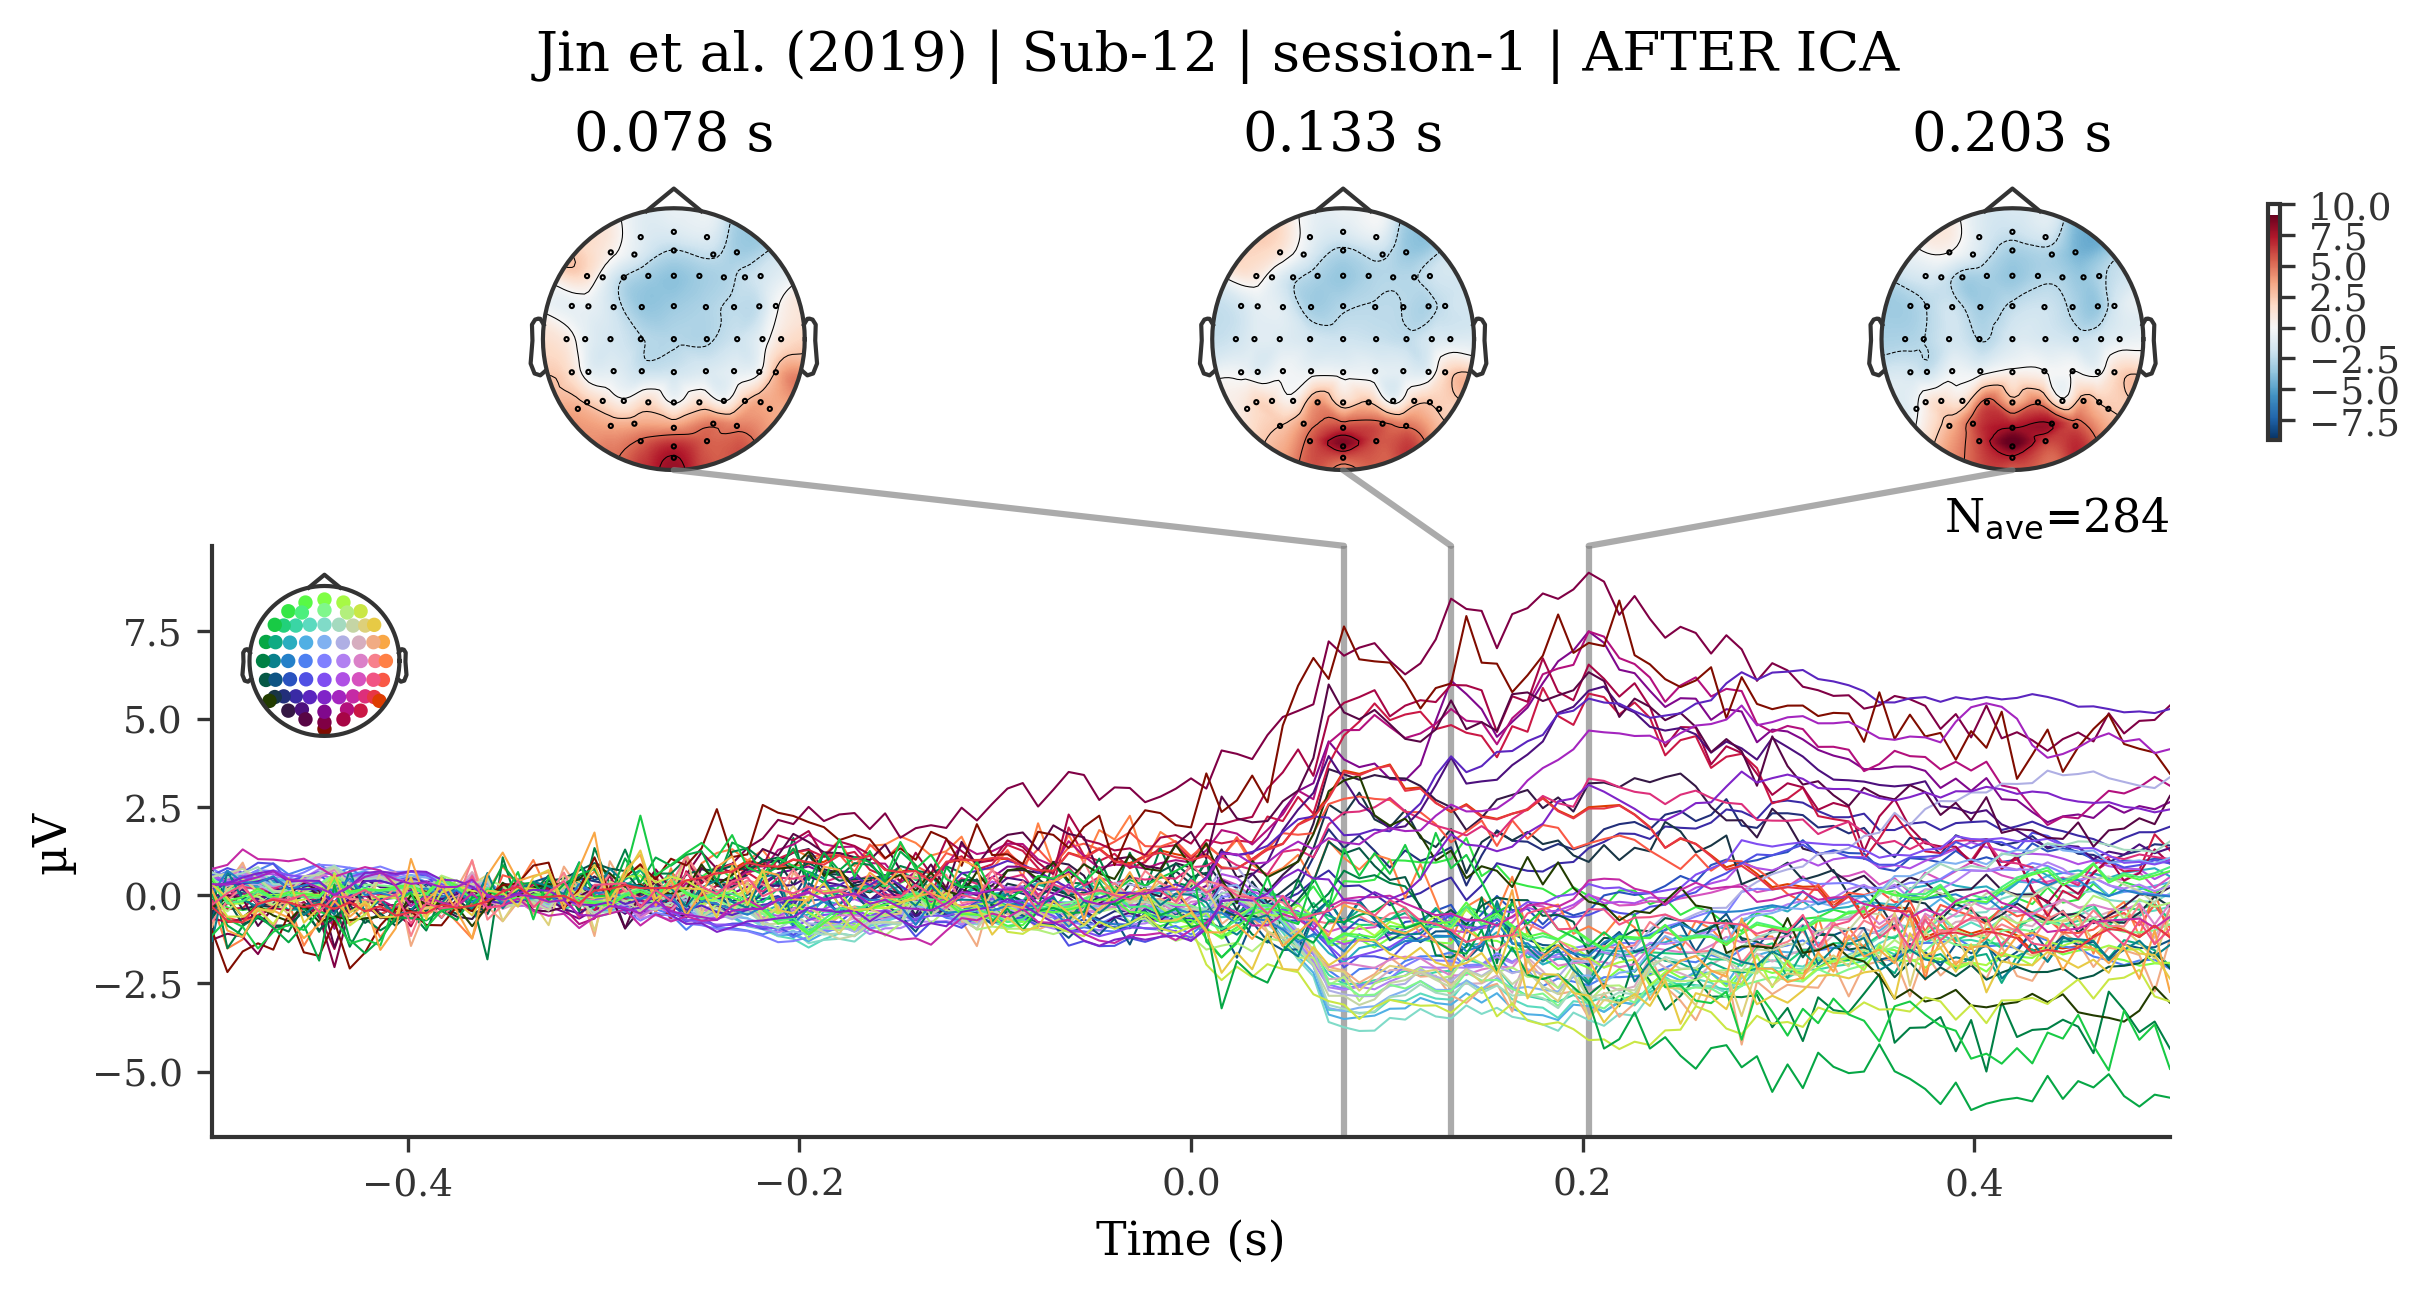 Jin et al. (2019) | Sub-12 | session-1 | AFTER ICA
0.078 s
0.133 s
0.203 s
10.0
7.5
5.0
2.5
0.0
−2.5
−5.0
−7.5
Nave=284
7.5
5.0
2.5
0.0
−2.5
−5.0
µV
−0.4
−0.2
0.0
0.2
0.4
Time (s)